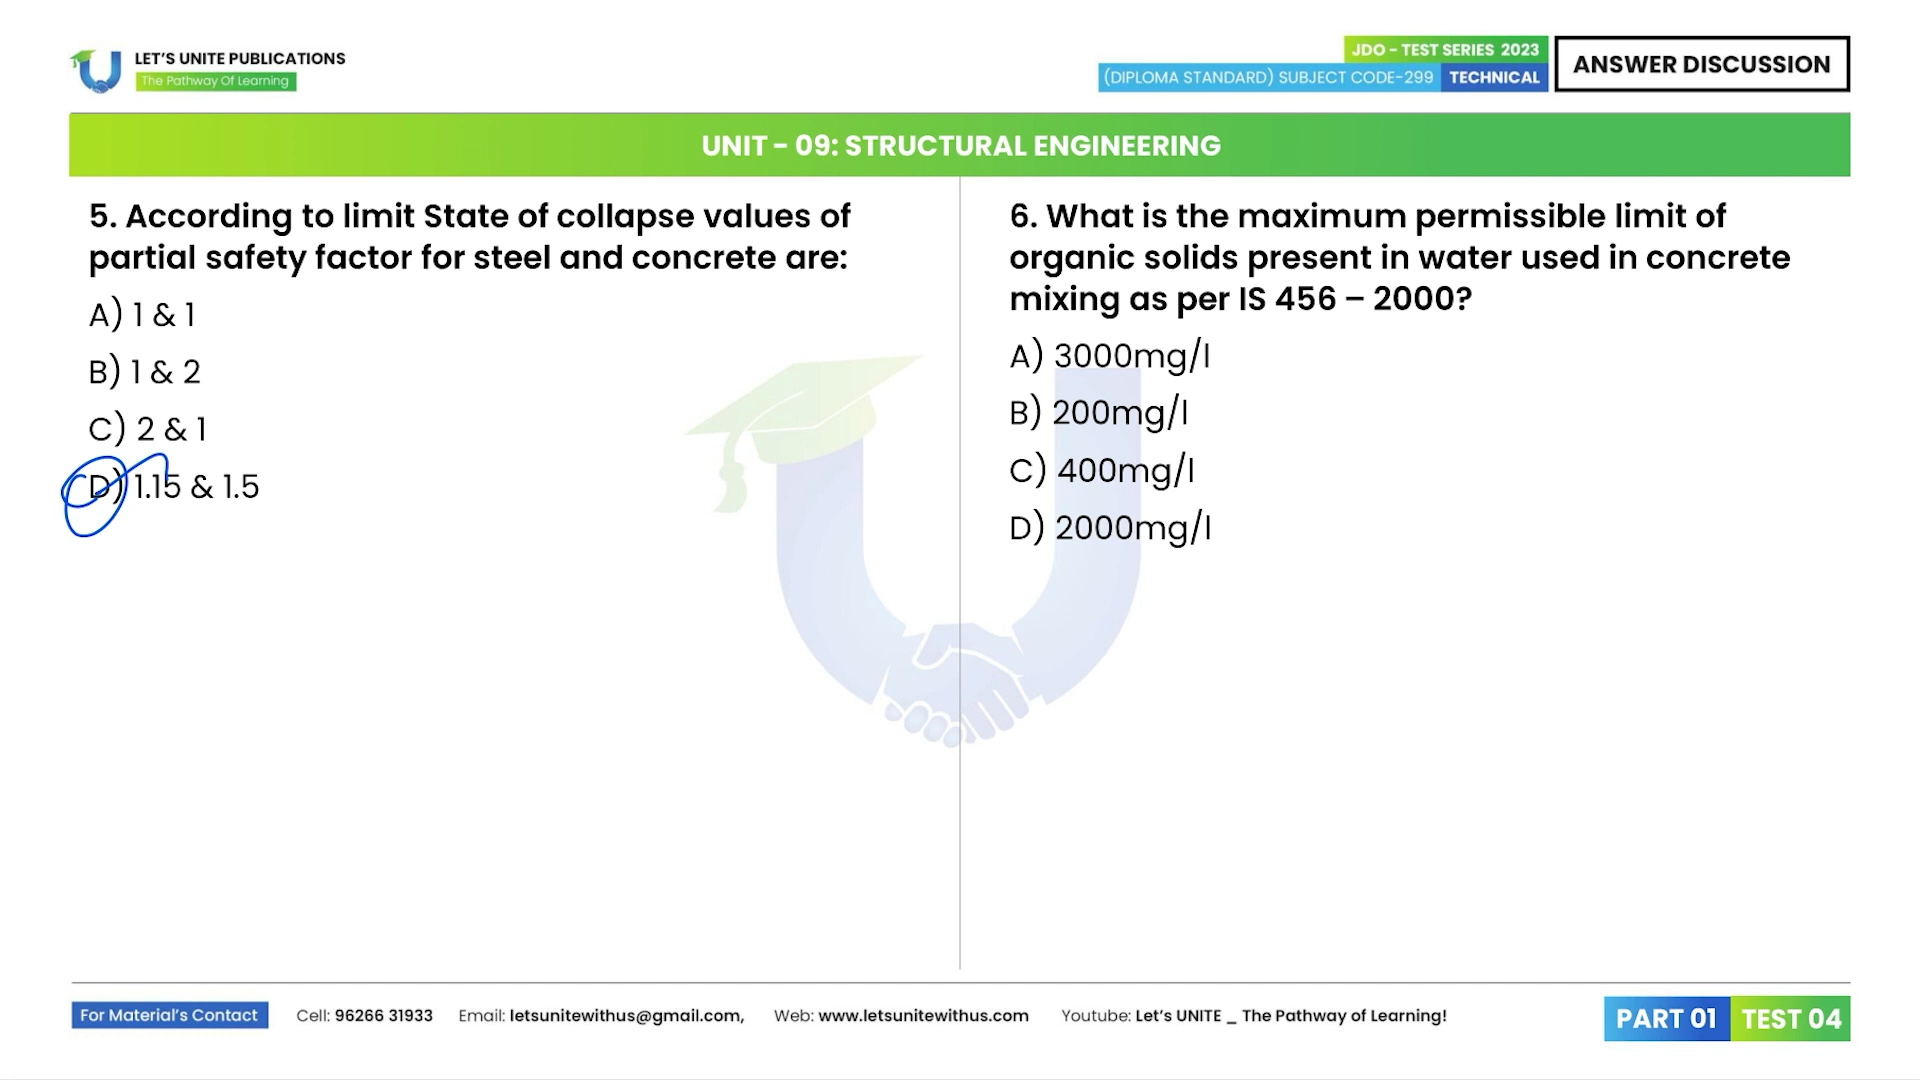 LET'S UNITE PUBLICATIONS
The Pathway Of Learning
JDO - TEST SERIES 2023
(DIPLOMA STANDARD) SUBJECT CODE-299 TECHNICAL
ANSWER DISCUSSION
UNIT - 09: STRUCTURAL ENGINEERING
5. According to limit State of collapse values of
partial safety factor for steel and concrete are:
A) 1 & 1
B) 1 & 2
C) 2 & 1
D) 1.15 & 1.5
6. What is the maximum permissible limit of
organic solids present in water used in concrete
mixing as per IS 456 – 2000?
A) 3000mg/l
B) 200mg/l
C) 400mg/l
D) 2000mg/l
For Material's Contact Cell: 96266 31933 Email: letsunitewithus@gmail.com, Web: www.letsunitewithus.com Youtube: Let's UNITE _ The Pathway of Learning!
PART 01 TEST 04